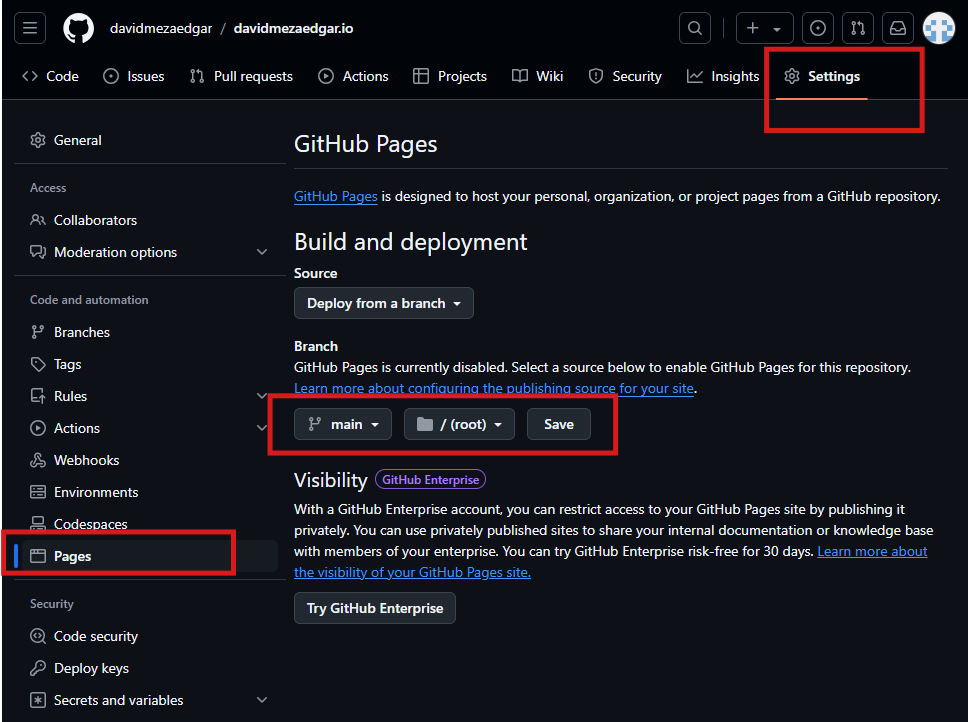 davidmezaedgar / davidmezaedgar.io
Code Issues Pull requests Actions Projects Wiki Security Insights Settings
General
Access
Collaborators
Moderation options
Code and automation
Branches
Tags
Rules
Actions
Webhooks
Environments
Codespaces
Pages
Security
Code security
Deploy keys
Secrets and variables
GitHub Pages
GitHub Pages is designed to host your personal, organization, or project pages from a GitHub repository.
Build and deployment
Source
Deploy from a branch
Branch
GitHub Pages is currently disabled. Select a source below to enable GitHub Pages for this repository.
Learn more about configuring the publishing source for your site.
main / (root) Save
Visibility GitHub Enterprise
With a GitHub Enterprise account, you can restrict access to your GitHub Pages site by publishing it
privately. You can use privately published sites to share your internal documentation or knowledge base
with members of your enterprise. You can try GitHub Enterprise risk-free for 30 days. Learn more about
the visibility of your GitHub Pages site.
Try GitHub Enterprise